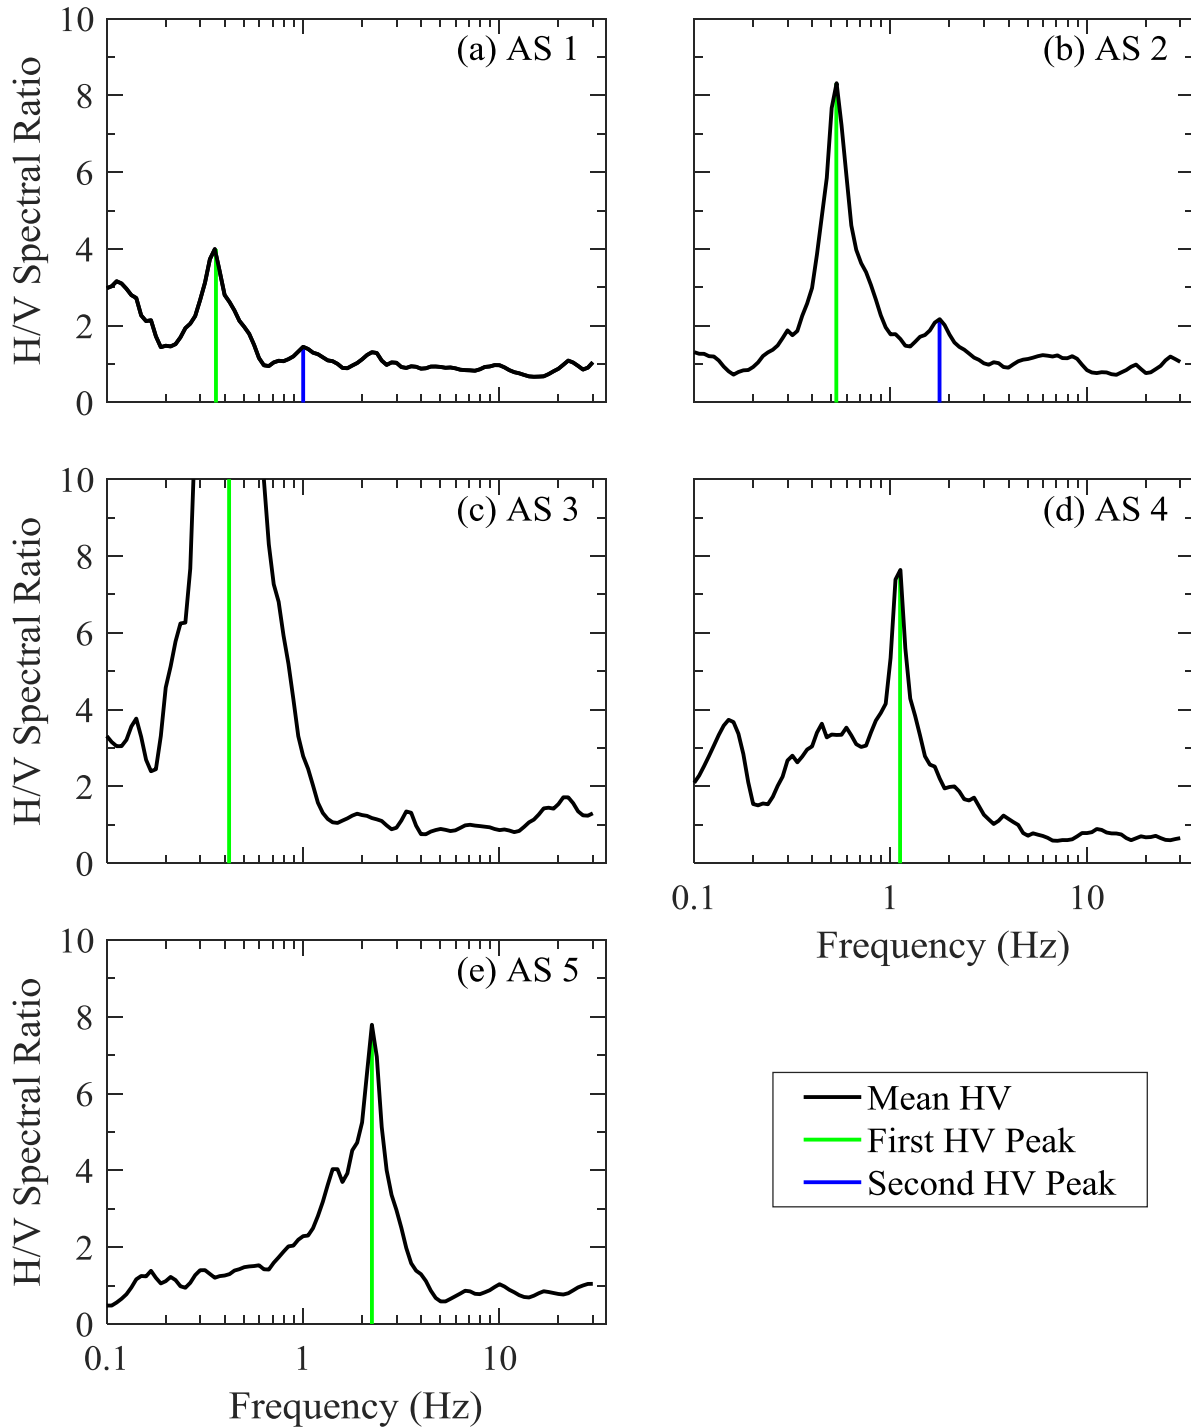 H/V Spectral Ratio
10
8
6
4
2
0
(a) AS 1
(b) AS 2
H/V Spectral Ratio
10
8
6
4
2
0
(c) AS 3
(d) AS 4
0.1
1
10
Frequency (Hz)
H/V Spectral Ratio
10
8
6
4
2
0
(e) AS 5
0.1
1
10
Frequency (Hz)
Mean HV
First HV Peak
Second HV Peak